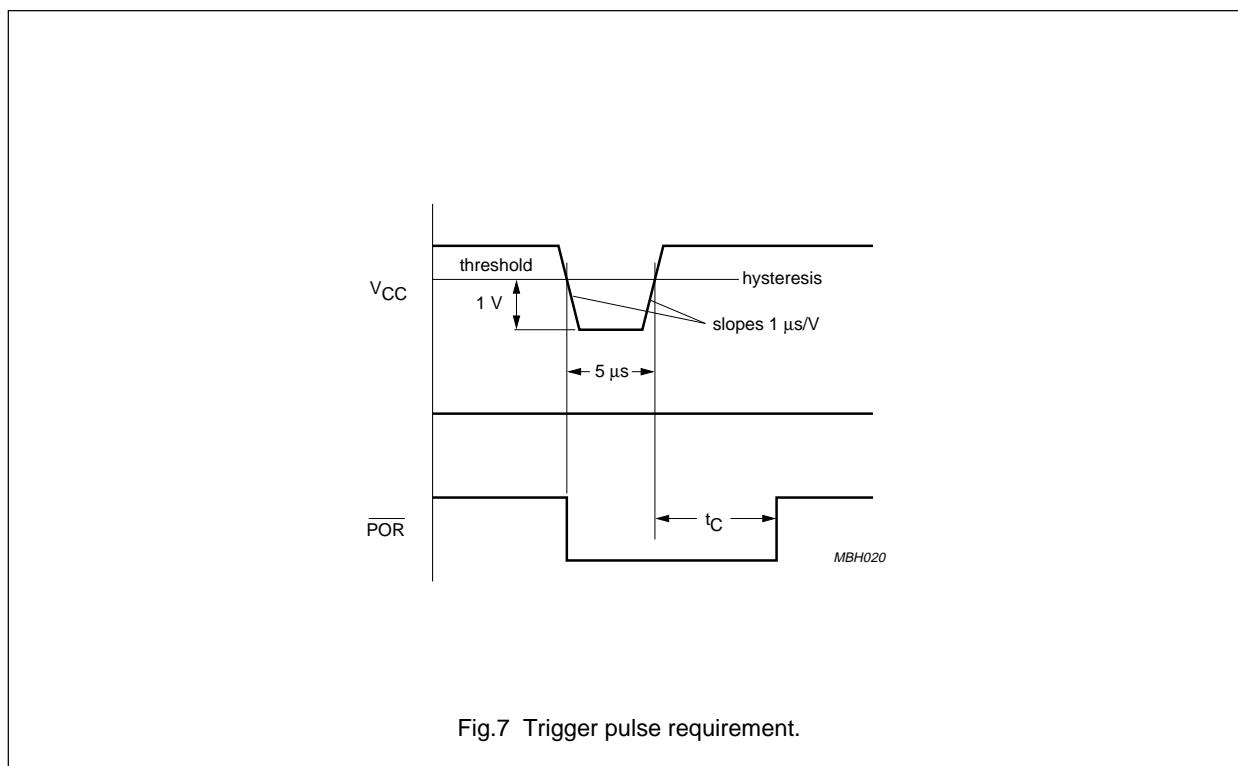 threshold
hysteresis
VCC
1 V
slopes 1 μs/V
5 μs
tC
POR
MBH020
Fig.7 Trigger pulse requirement.